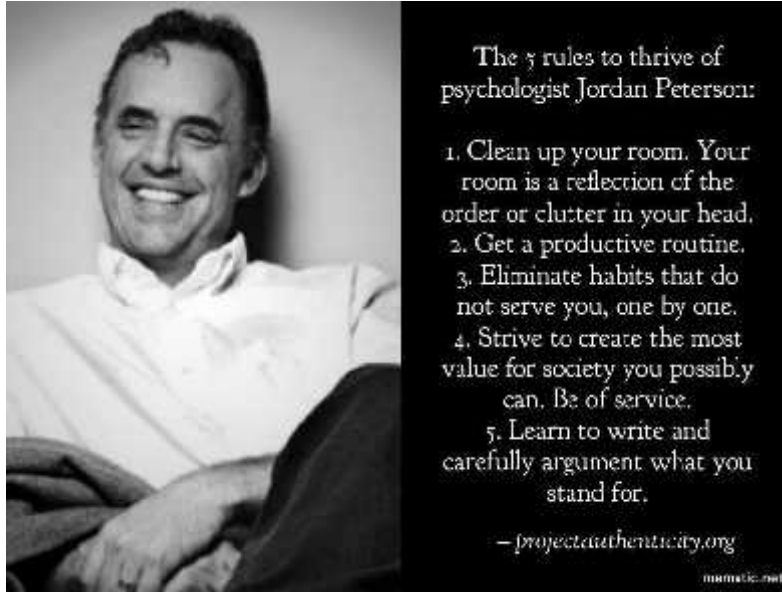 The 5 rules to thrive of
psychologist Jordan Peterson:
1. Clean up your room. Your
room is a reflection of the
order or clutter in your head.
2. Get a productive routine.
3. Eliminate habits that do
not serve you, one by one.
4. Strive to create the most
value for society you possibly
can. Be of service.
5. Learn to write and
carefully argument what you
stand for.
– projectauthenticity.org
mematic.net